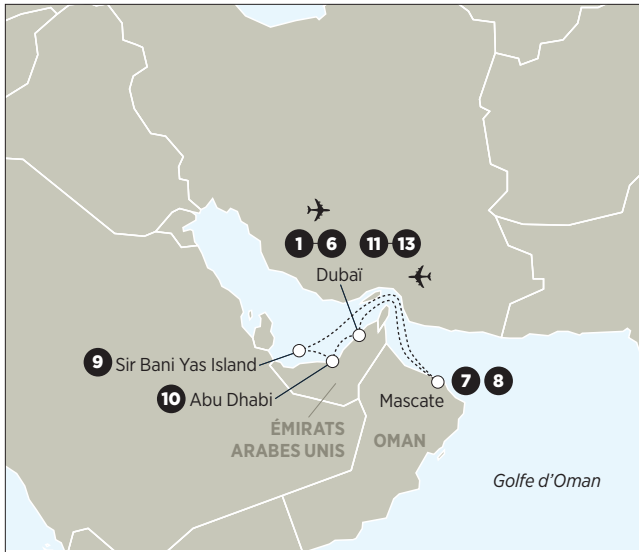 1 6 11 13
Dubaï
9 Sir Bani Yas Island
10 Abu Dhabi
7 8
Mascate
ÉMIRATS
ARABES UNIS
OMAN
Golfe d'Oman